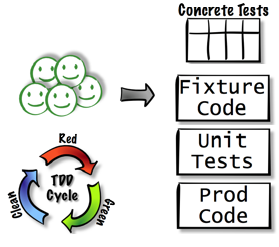 Concrete Tests
Fixture
Code
Red
Unit
Tests
TDD
Cycle
Clean
Green
Prod
Code